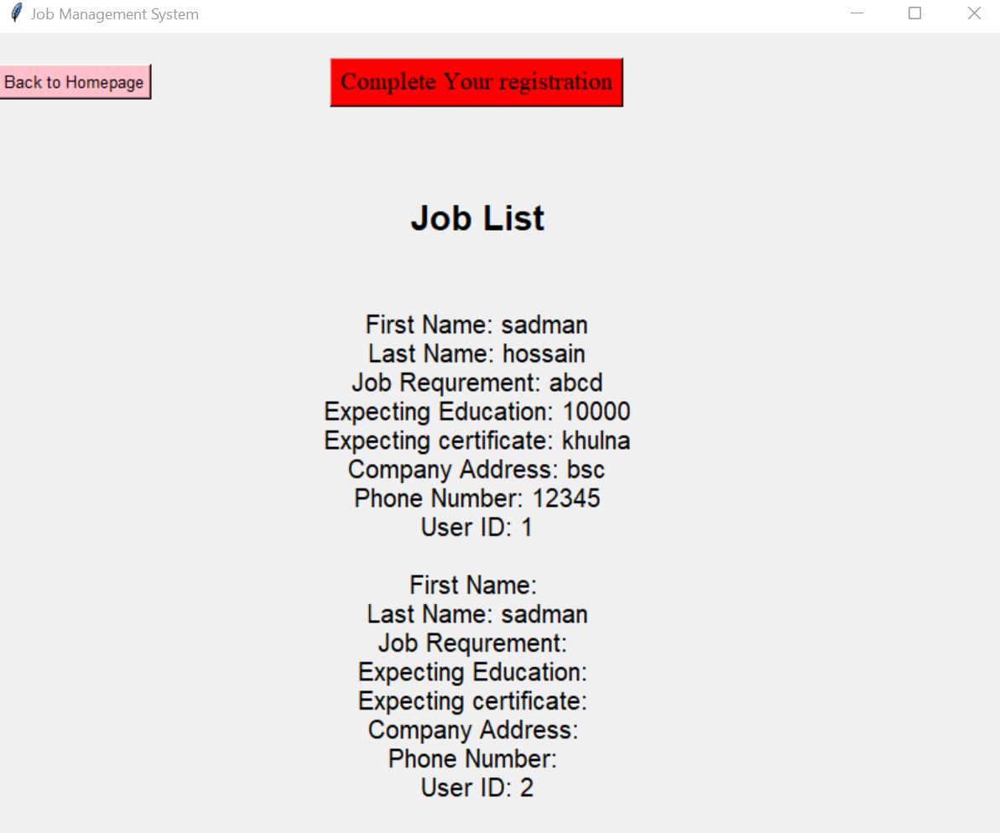 Job Management System
Back to Homepage
Complete Your registration
Job List
First Name: sadman
Last Name: hossain
Job Requrement: abcd
Expecting Education: 10000
Expecting certificate: khulna
Company Address: bsc
Phone Number: 12345
User ID: 1
First Name:
Last Name: sadman
Job Requrement:
Expecting Education:
Expecting certificate:
Company Address:
Phone Number:
User ID: 2